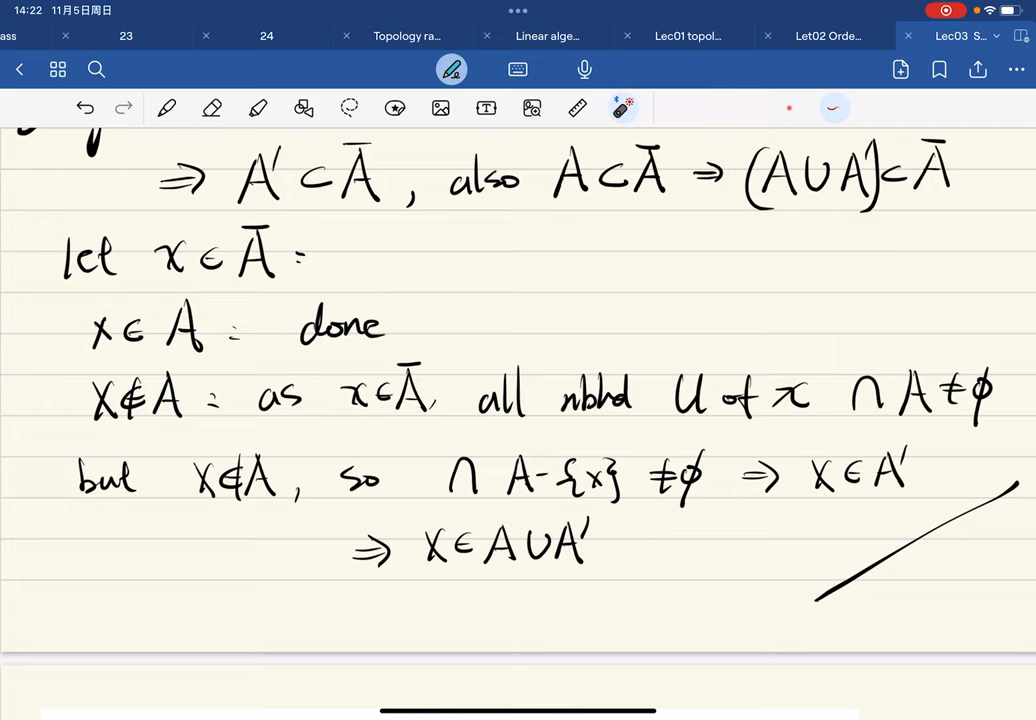 14:22 11月5日周日
ass 23 24 Topology ra... Linear alge... Lec01 topol... Let02 Orde... Lec03 S...
⇒ A' ⊂ Ā, also A ⊂ Ā ⇒ (A ∪ A') ⊂ Ā
let x ∈ Ā :
x ∈ A : done
x ∉ A : as x ∈ Ā, all nbhd U of x ∩ A ≠ ϕ
but x ∉ A, so ∩ A-{x} ≠ ϕ ⇒ x ∈ A'
⇒ x ∈ A ∪ A'